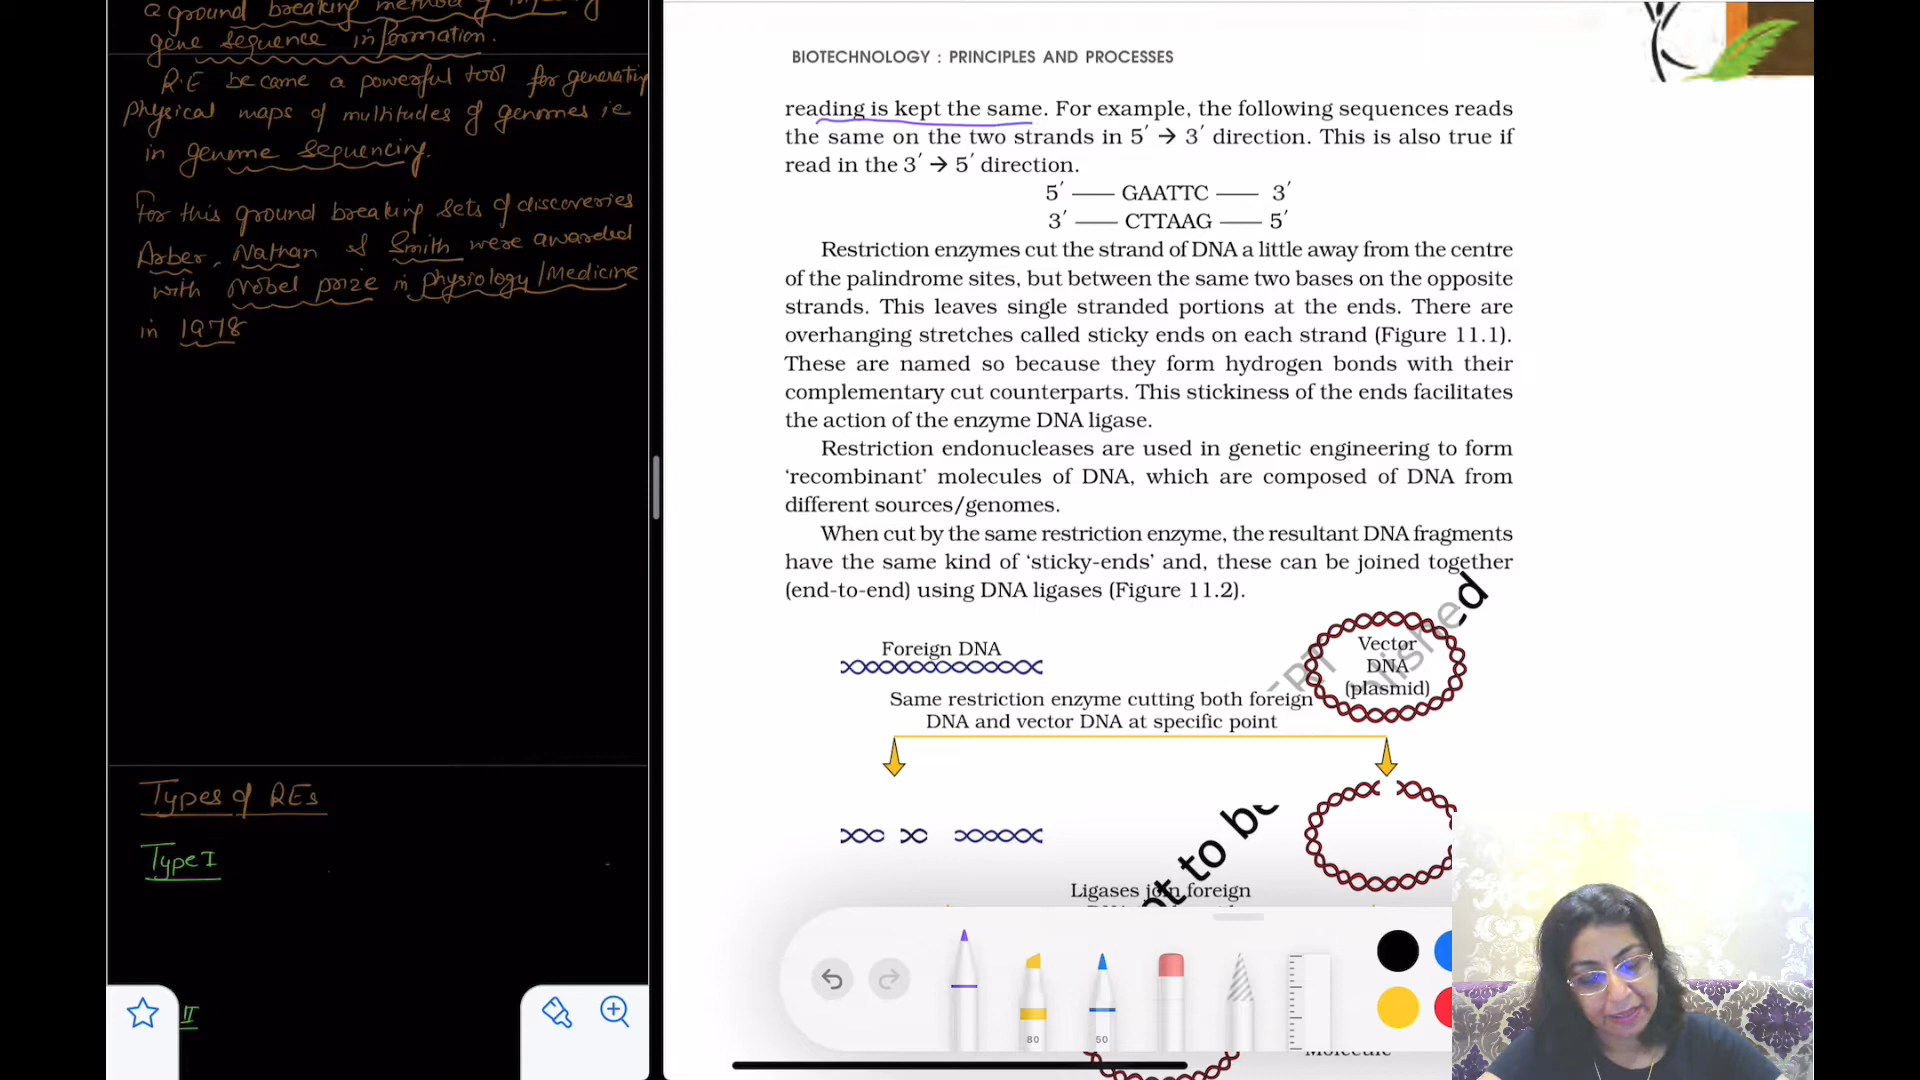 a ground breaking method of
gene sequence information.
R.E became a powerful tool for generating
physical maps of multitudes of genomes ie
in genome sequencing.
For this ground breaking sets of discoveries
Arber, Nathan & Smith were awarded
with Nobel prize in physiology/Medicine
in 1978
Types of REs
Type I
II
BIOTECHNOLOGY : PRINCIPLES AND PROCESSES
reading is kept the same. For example, the following sequences reads
the same on the two strands in 5′ → 3′ direction. This is also true if
read in the 3′ → 5′ direction.
5′ —— GAATTC —— 3′
3′ —— CTTAAG —— 5′
Restriction enzymes cut the strand of DNA a little away from the centre
of the palindrome sites, but between the same two bases on the opposite
strands. This leaves single stranded portions at the ends. There are
overhanging stretches called sticky ends on each strand (Figure 11.1).
These are named so because they form hydrogen bonds with their
complementary cut counterparts. This stickiness of the ends facilitates
the action of the enzyme DNA ligase.
Restriction endonucleases are used in genetic engineering to form
‘recombinant’ molecules of DNA, which are composed of DNA from
different sources/genomes.
When cut by the same restriction enzyme, the resultant DNA fragments
have the same kind of ‘sticky-ends’ and, these can be joined together
(end-to-end) using DNA ligases (Figure 11.2).
Foreign DNA
Vector
DNA
(plasmid)
Same restriction enzyme cutting both foreign
DNA and vector DNA at specific point
Ligases join foreign
to be
80
50